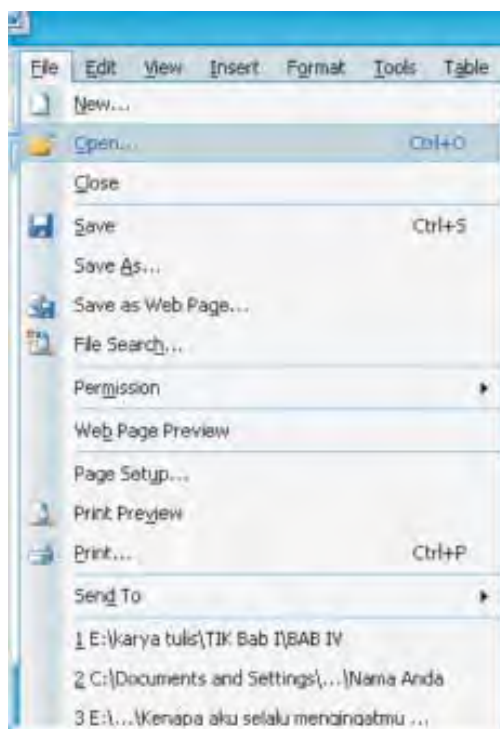 File Edit View Insert Format Tools Table
New...
Open... Ctrl+O
Close
Save Ctrl+S
Save As...
Save as Web Page...
File Search...
Permission
Web Page Preview
Page Setup...
Print Preview
Print... Ctrl+P
Send To
1 E:\karya tulis\TIK Bab I\BAB IV
2 C:\Documents and Settings\...\Nama Anda
3 E:\...\Kenapa aku selalu mengingatmu ...